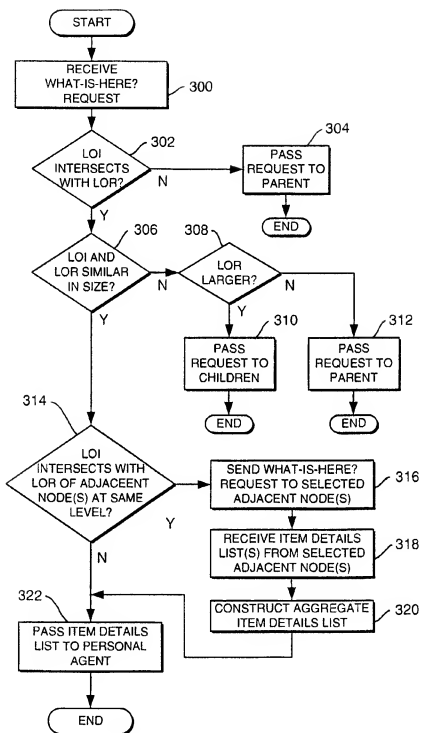 START
RECEIVE
WHAT-IS-HERE?
REQUEST
300
302
LOI
INTERSECTS
WITH LOR?
N
Y
304
PASS
REQUEST TO
PARENT
END
306
LOI AND
LOR SIMILAR
IN SIZE?
N
Y
308
LOR
LARGER?
N
Y
310
PASS
REQUEST TO
CHILDREN
END
312
PASS
REQUEST TO
PARENT
END
314
LOI
INTERSECTS WITH
LOR OF ADJACEENT
NODE(S) AT SAME
LEVEL?
Y
N
SEND WHAT-IS-HERE?
REQUEST TO SELECTED
ADJACENT NODE(S)
316
RECEIVE ITEM DETAILS
LIST(S) FROM SELECTED
ADJACENT NODE(S)
318
CONSTRUCT AGGREGATE
ITEM DETAILS LIST
320
322
PASS ITEM DETAILS
LIST TO PERSONAL
AGENT
END